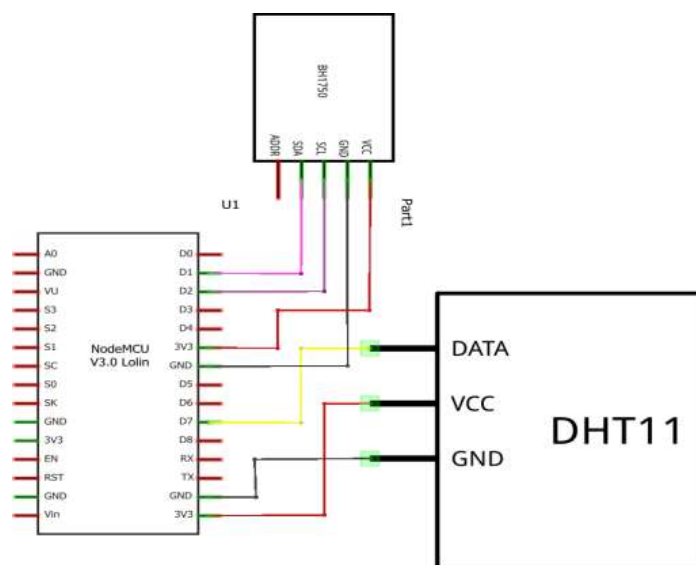 BH1750
ADDR
SDA
SCL
GND
VCC
U1
Part1
A0
GND
VU
S3
S2
S1
SC
S0
SK
GND
3V3
EN
RST
GND
Vin
NodeMCU
V3.0 Lolin
D0
D1
D2
D3
D4
3V3
GND
D5
D6
D7
D8
RX
TX
GND
3V3
DATA
VCC
GND
DHT11